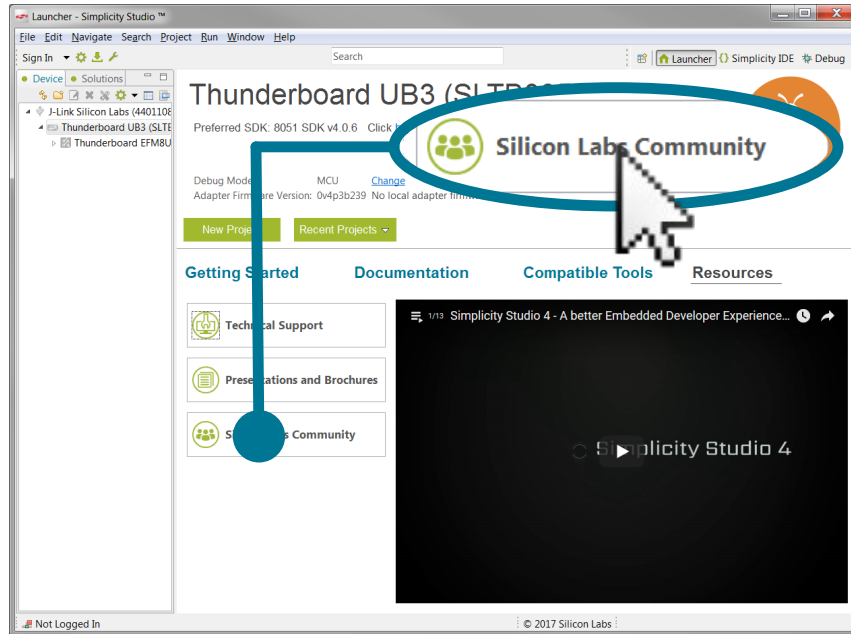 Launcher - Simplicity Studio ™
File Edit Navigate Search Project Run Window Help
Sign In
Search
Launcher
Simplicity IDE
Debug
Device
Solutions
J-Link Silicon Labs (4401108
Thunderboard UB3 (SLTB
Thunderboard EFM8U
Thunderboard UB3 (SLTB
Preferred SDK: 8051 SDK v4.0.6 Click
Silicon Labs Community
Debug Mode MCU Change
Adapter Firmware Version: 0v4p3b239 No local adapter
New Project
Recent Projects
Getting Started
Documentation
Compatible Tools
Resources
Technical Support
Presentations and Brochures
Community
1/13 Simplicity Studio 4 - A better Embedded Developer Experience...
Simplicity Studio 4
Not Logged In
© 2017 Silicon Labs